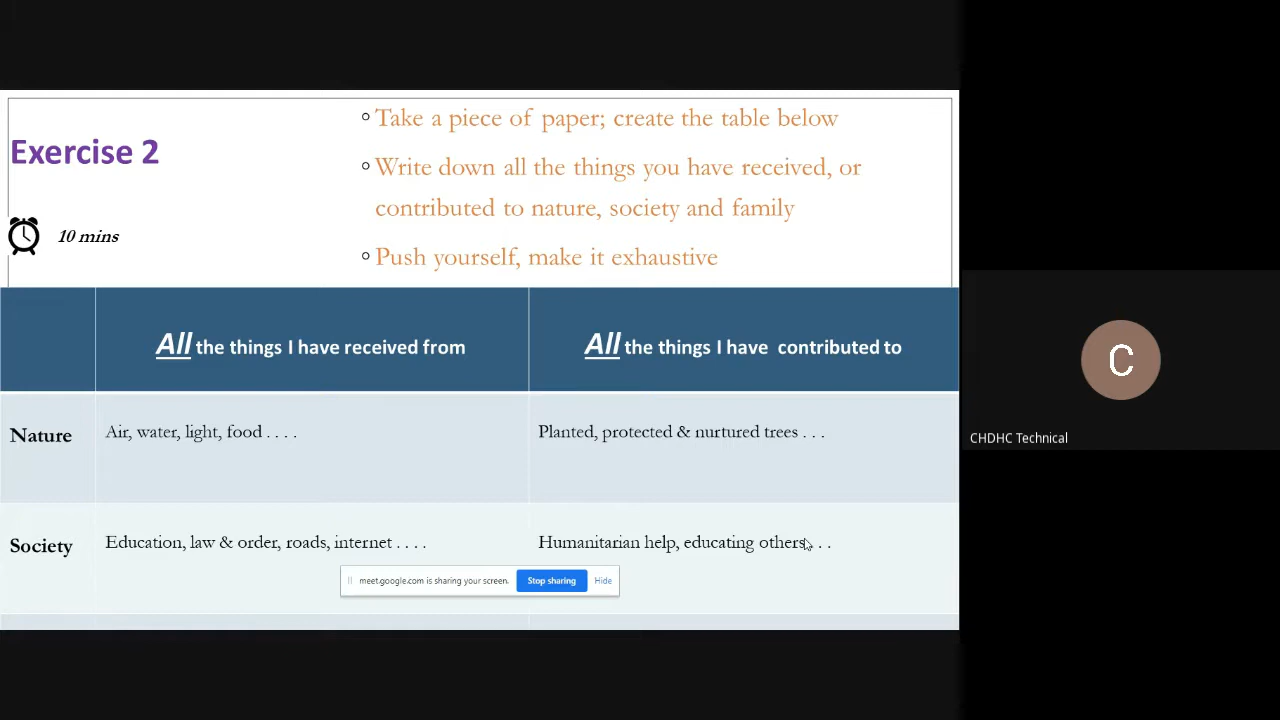 Exercise 2
10 mins
Take a piece of paper; create the table below
Write down all the things you have received, or
contributed to nature, society and family
Push yourself, make it exhaustive
All the things I have received from
All the things I have contributed to
Nature
Air, water, light, food . . . .
Planted, protected & nurtured trees . . .
Society
Education, law & order, roads, internet . . . .
Humanitarian help, educating others. . .
meet.google.com is sharing your screen.
Stop sharing
Hide
C
CHDHC Technical